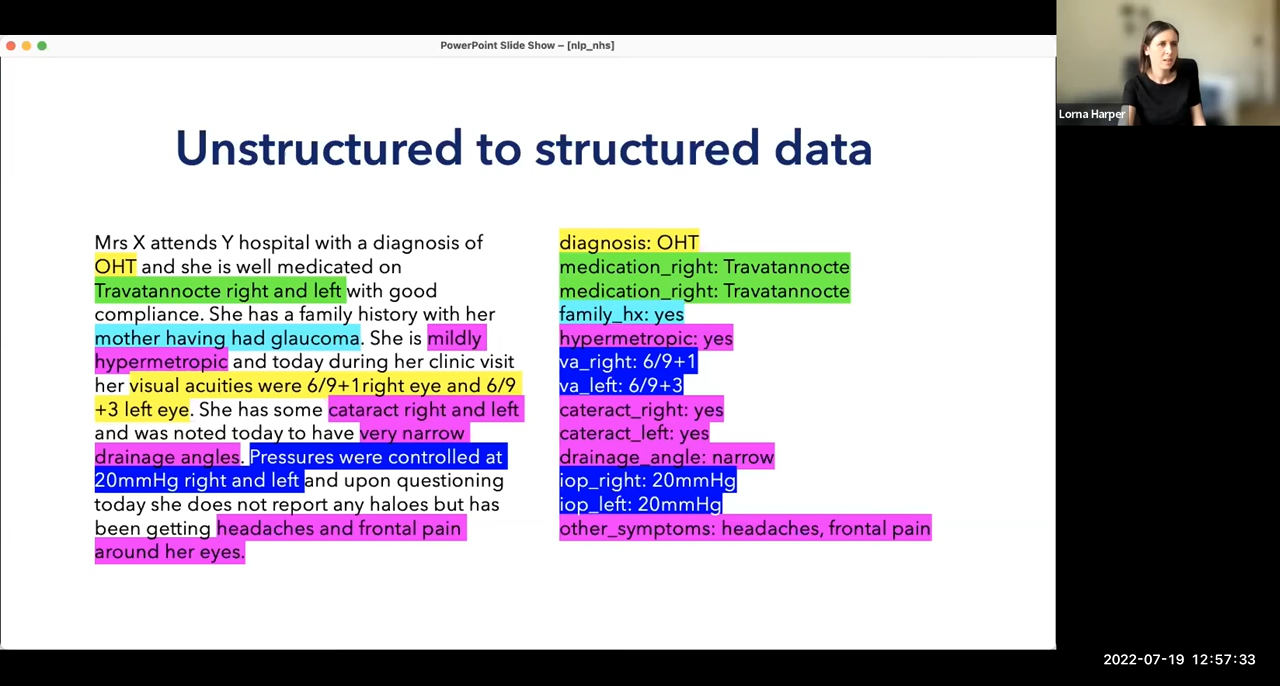 PowerPoint Slide Show – [nlp_nhs]
Lorna Harper
Unstructured to structured data
Mrs X attends Y hospital with a diagnosis of
OHT and she is well medicated on
Travatannocte right and left with good
compliance. She has a family history with her
mother having had glaucoma. She is mildly
hypermetropic and today during her clinic visit
her visual acuities were 6/9+1right eye and 6/9
+3 left eye. She has some cataract right and left
and was noted today to have very narrow
drainage angles. Pressures were controlled at
20mmHg right and left and upon questioning
today she does not report any haloes but has
been getting headaches and frontal pain
around her eyes.
diagnosis: OHT
medication_right: Travatannocte
medication_right: Travatannocte
family_hx: yes
hypermetropic: yes
va_right: 6/9+1
va_left: 6/9+3
cateract_right: yes
cateract_left: yes
drainage_angle: narrow
iop_right: 20mmHg
iop_left: 20mmHg
other_symptoms: headaches, frontal pain
2022-07-19 12:57:33